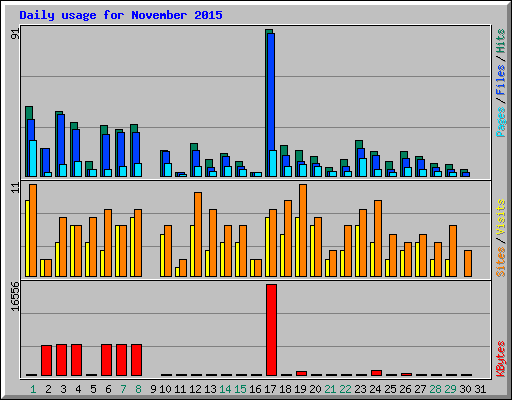 Daily usage for November 2015
91
Pages / Files / Hits
11
Sites / Visits
16556
KBytes
1 2 3 4 5 6 7 8 9 10 11 12 13 14 15 16 17 18 19 20 21 22 23 24 25 26 27 28 29 30 31